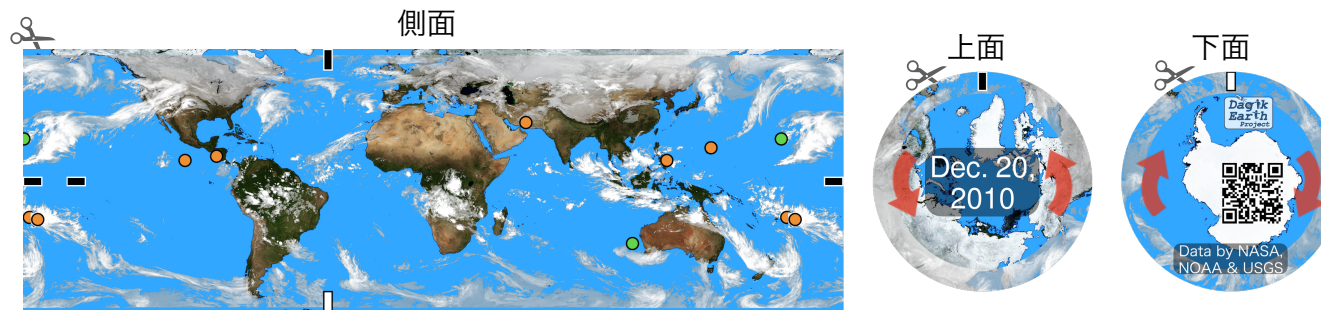 側面
上面
下面
Dagik
Earth
Project
Dec. 20,
2010
Data by NASA,
NOAA & USGS